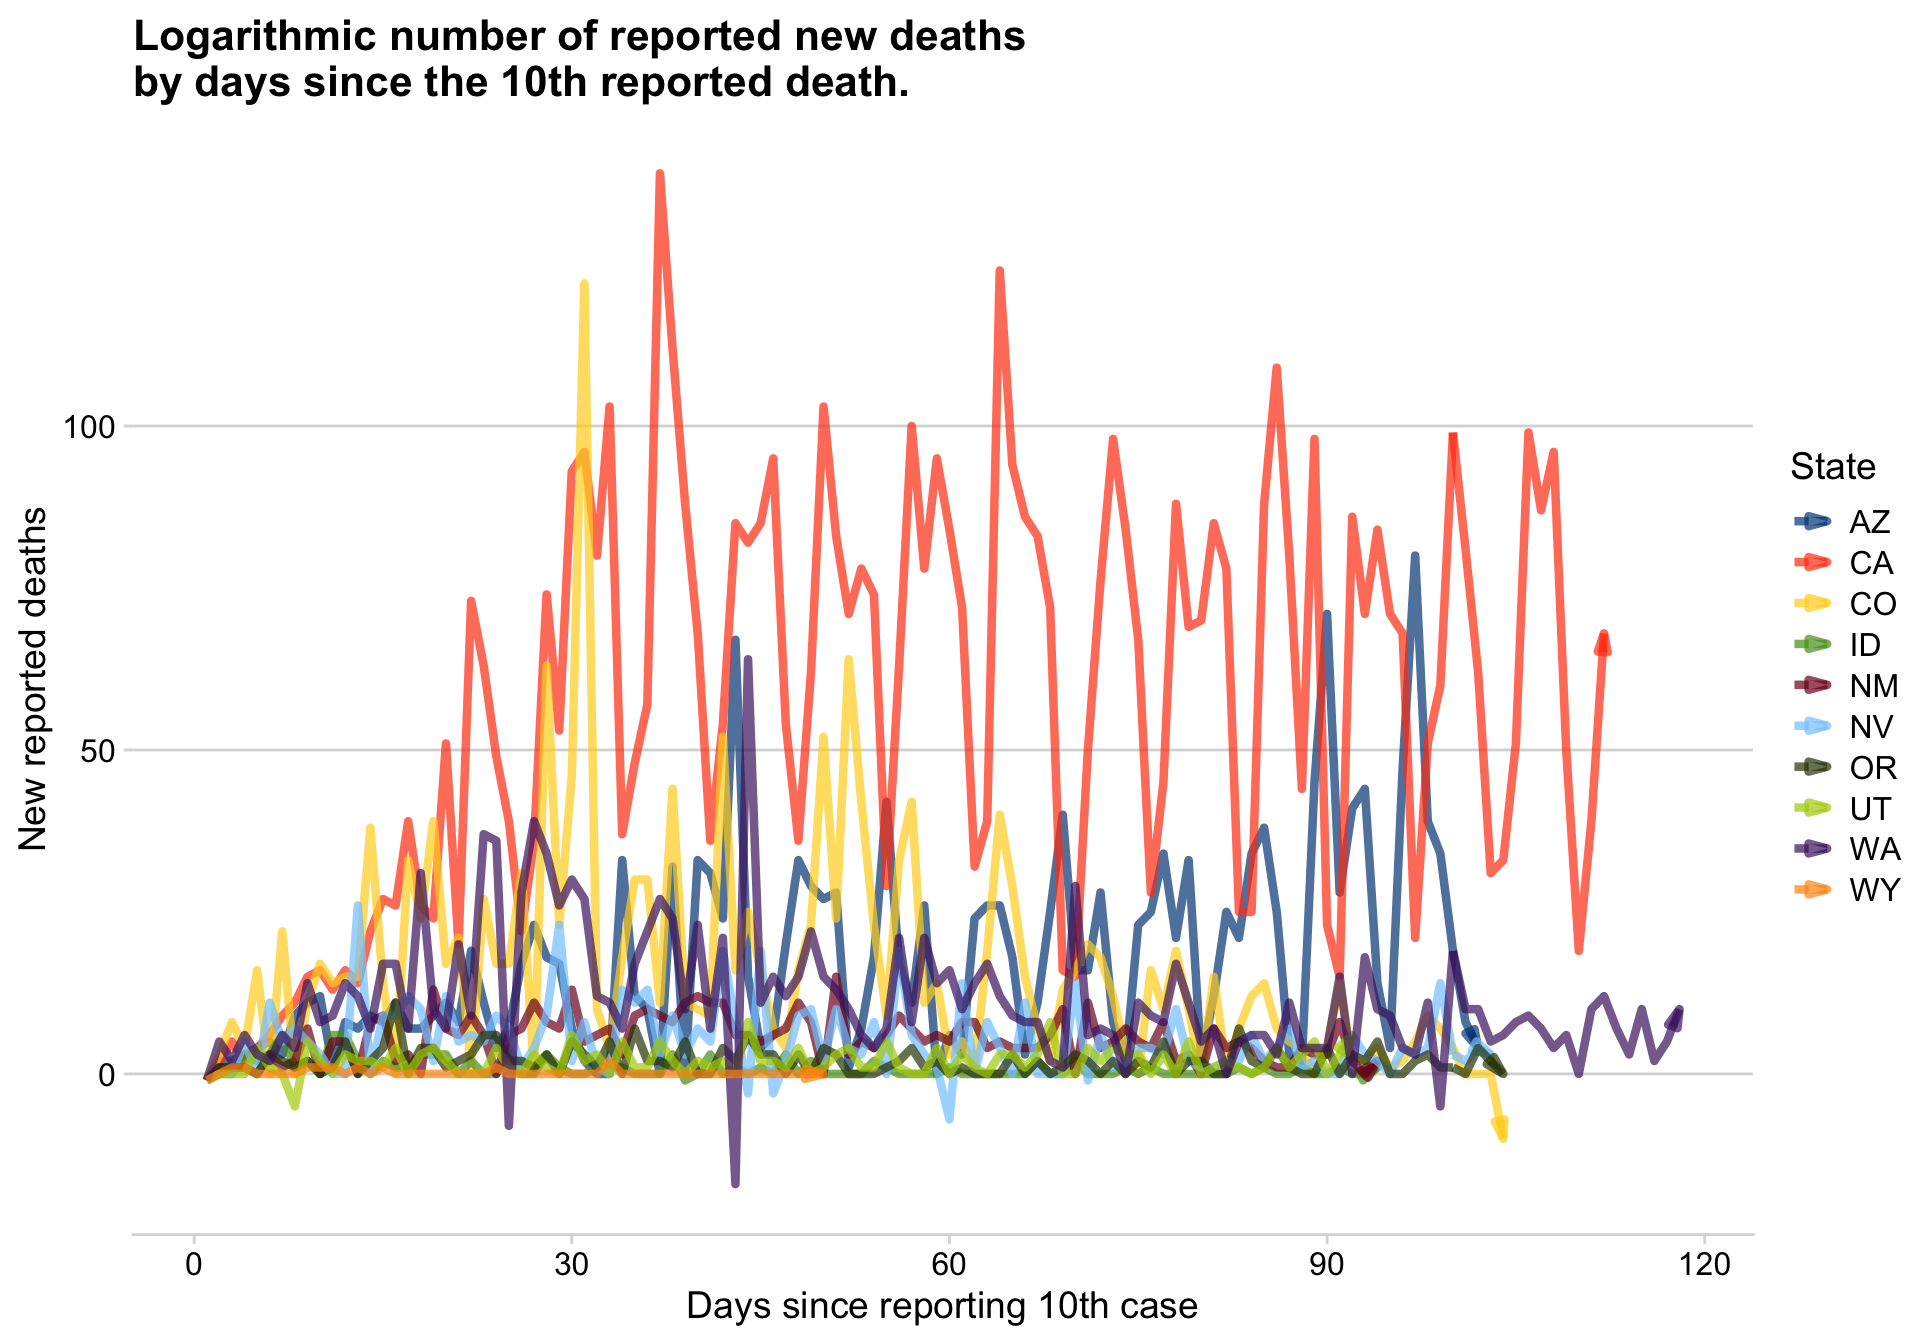 Logarithmic number of reported new deaths
by days since the 10th reported death.
New reported deaths
100
50
0
0
30
60
90
120
Days since reporting 10th case
State
AZ
CA
CO
ID
NM
NV
OR
UT
WA
WY